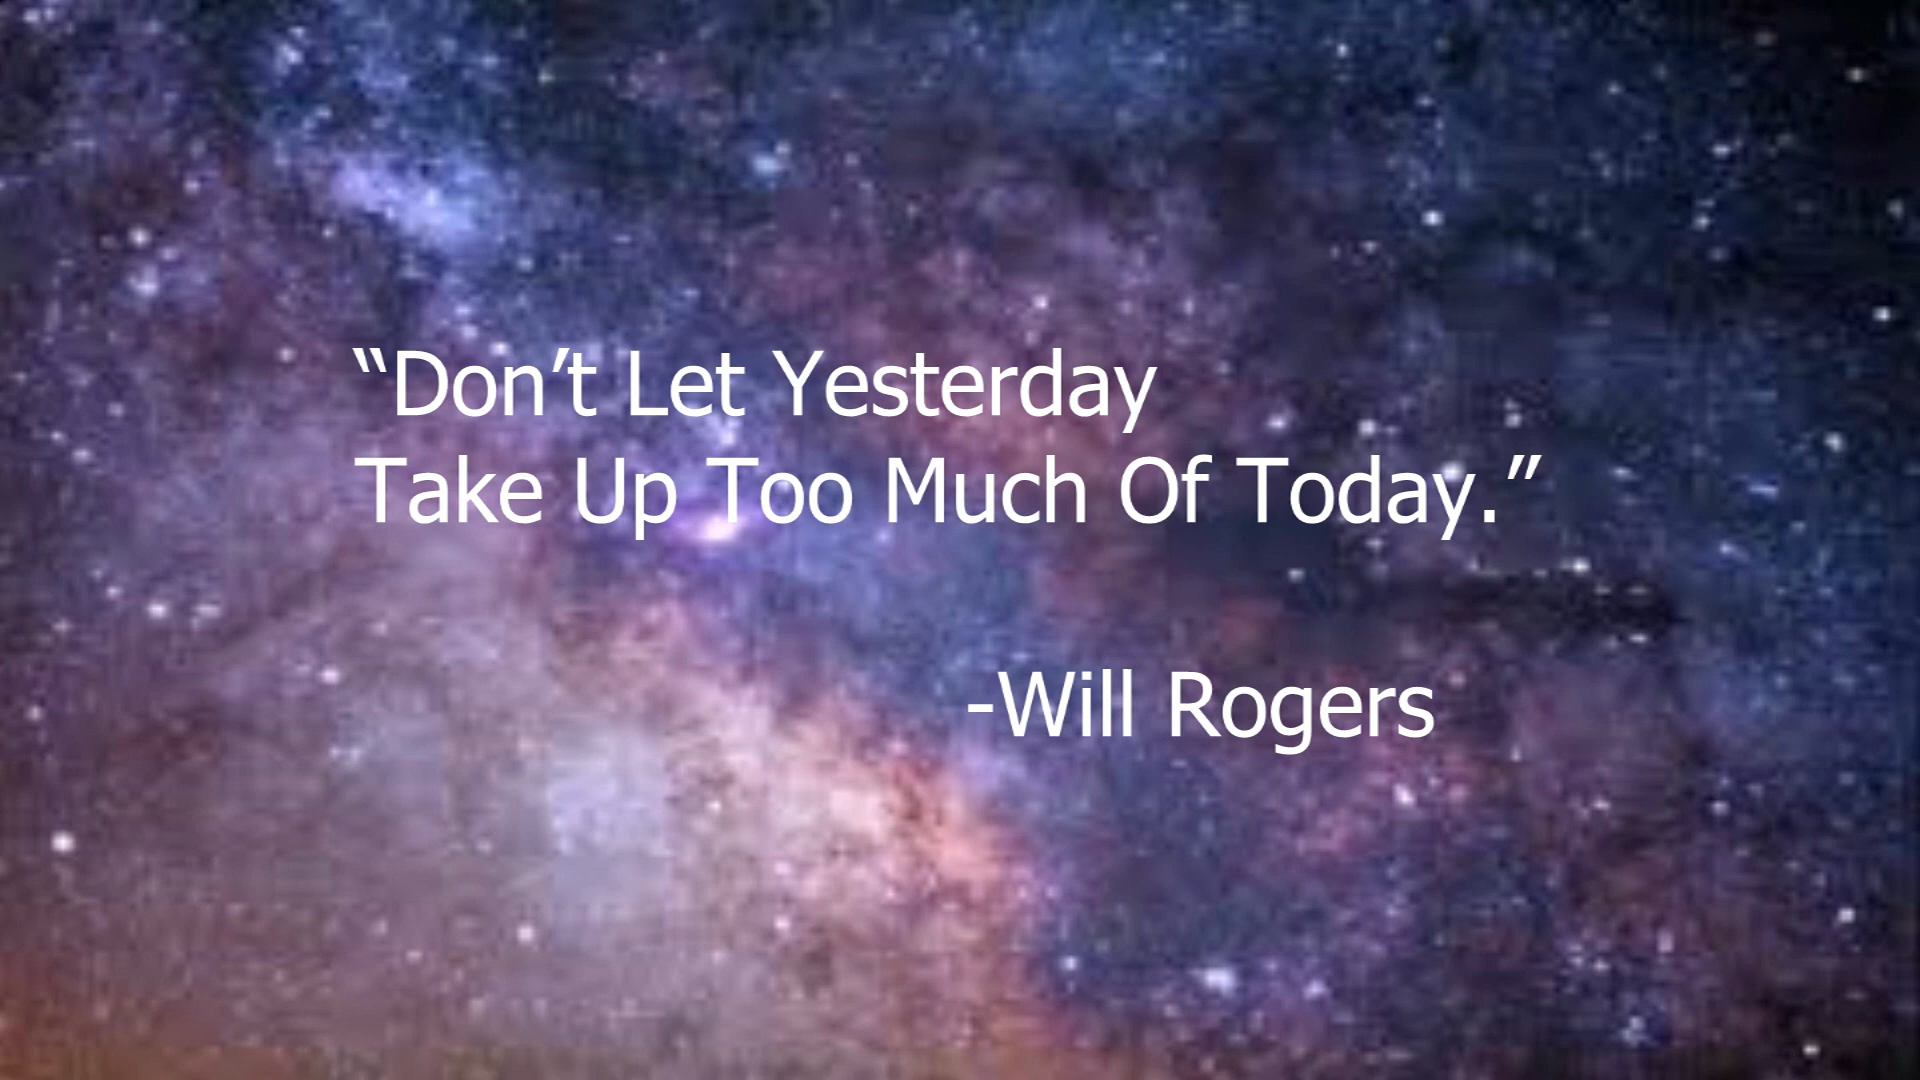 “Don’t Let Yesterday
Take Up Too Much Of Today.”
-Will Rogers